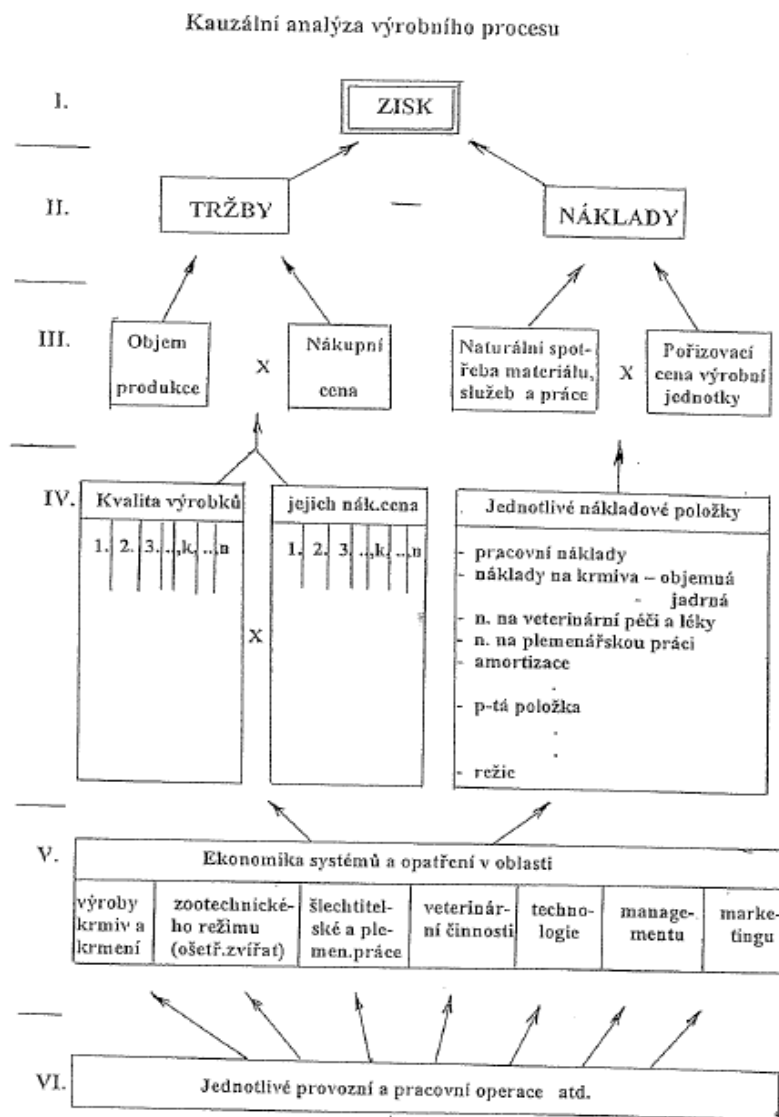 Kauzální analýza výrobního procesu
I.
ZISK
II.
TRŽBY
—
NÁKLADY
III.
Objem
produkce
X
Nákupní
cena
Naturální spot-
řeba materiálu,
služeb a práce
X
Pořizovací
cena výrobní
jednotky
IV.
Kvalita výrobků
1. 2. 3. ..,k, ..,n
X
jejich nák.cena
1. 2. 3. ..,k, ..,n
Jednotlivé nákladové položky
- pracovní náklady
- náklady na krmiva – objemná
- jadrná
- n. na veterinární péči a léky
- n. na plemenářskou práci
- amortizace
.
- p-tá položka
.
.
- režie
V.
Ekonomika systémů a opatření v oblasti
výroby
krmiv a
krmení
zootechnické-
ho režimu
(ošetř.zvířat)
šlechtitel-
ské a ple-
men.práce
veterinár-
ní činnosti
techno-
logie
manage-
mentu
marke-
tingu
VI.
Jednotlivé provozní a pracovní operace atd.